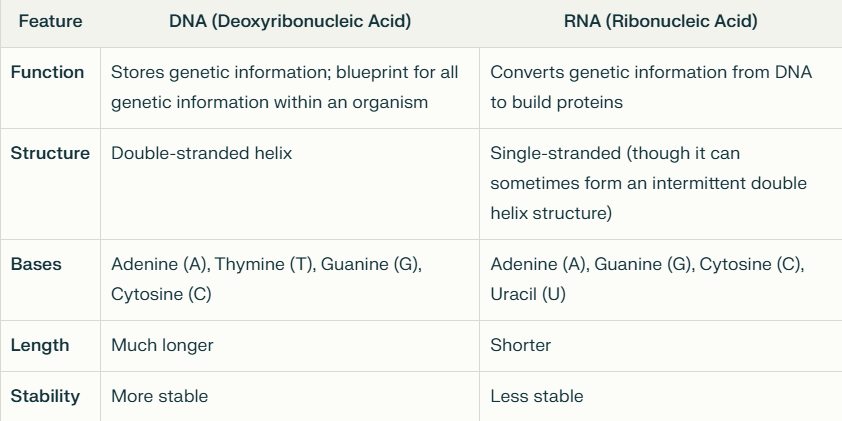 Feature DNA (Deoxyribonucleic Acid) RNA (Ribonucleic Acid)
Function Stores genetic information; blueprint for all Converts genetic information from DNA
genetic information within an organism to build proteins
Structure Double-stranded helix Single-stranded (though it can
sometimes form an intermittent double
helix structure)
Bases Adenine (A), Thymine (T), Guanine (G), Adenine (A), Guanine (G), Cytosine (C),
Cytosine (C) Uracil (U)
Length Much longer Shorter
Stability More stable Less stable